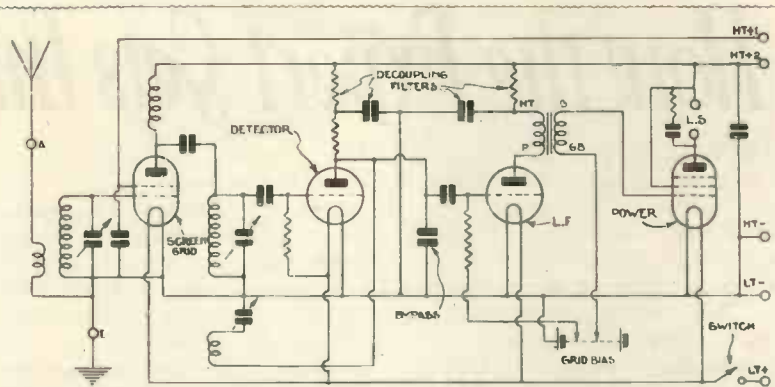 HT+1
HT+2
DECOUPLING
FILTERS
HT
G
P
GB
L.S
DETECTOR
A
SCREEN
GRID
L.F
POWER
HT-
BYPASS
LT-
E
GRID BIAS
SWITCH
LT+